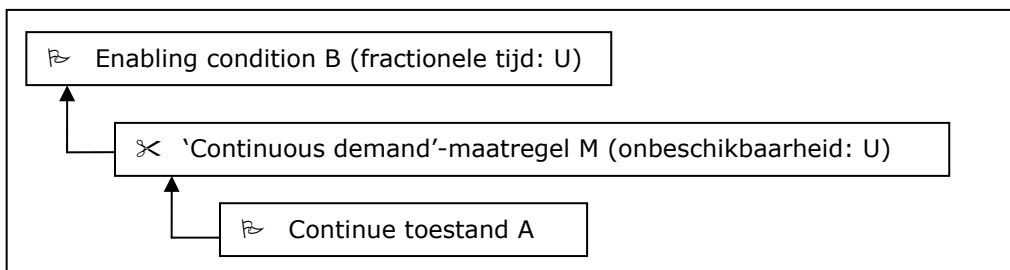 Enabling condition B (fractionele tijd: U)
‘Continuous demand’-maatregel M (onbeschikbaarheid: U)
Continue toestand A